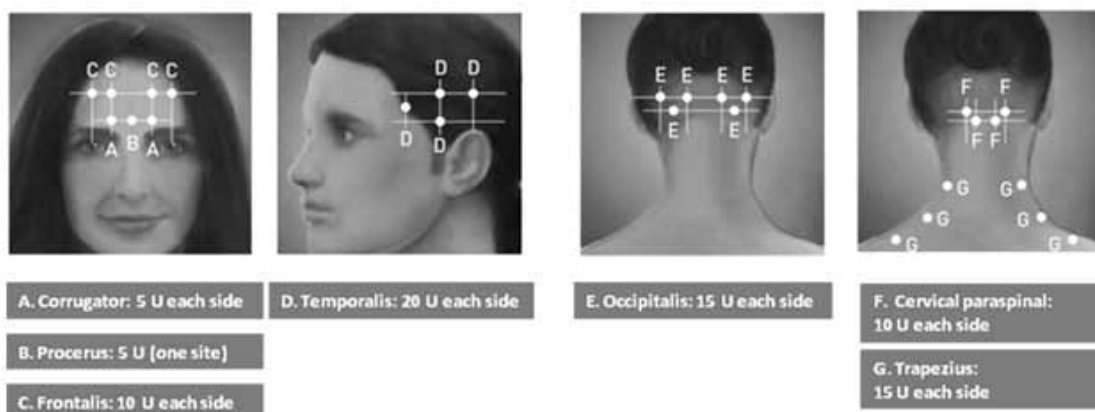 C C C C
A B A
D D
D D
E E E E
E E
F F
F F
G G
G G
G G
A. Corrugator: 5 U each side
B. Procerus: 5 U (one site)
C. Frontalis: 10 U each side
D. Temporalis: 20 U each side
E. Occipitalis: 15 U each side
F. Cervical paraspinal:
10 U each side
G. Trapezius:
15 U each side